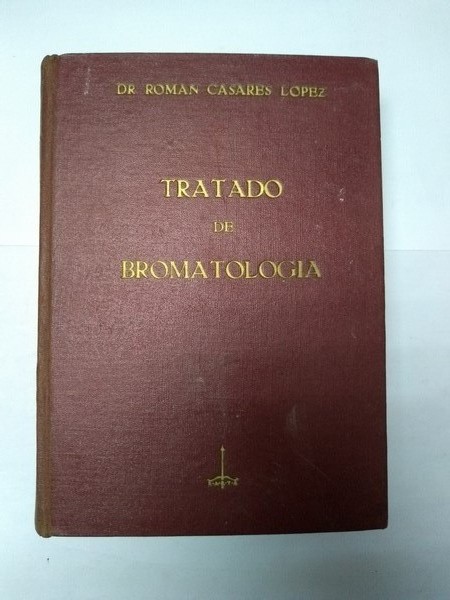 DR ROMAN CASARES LOPEZ
TRATADO
DE
BROMATOLOGIA